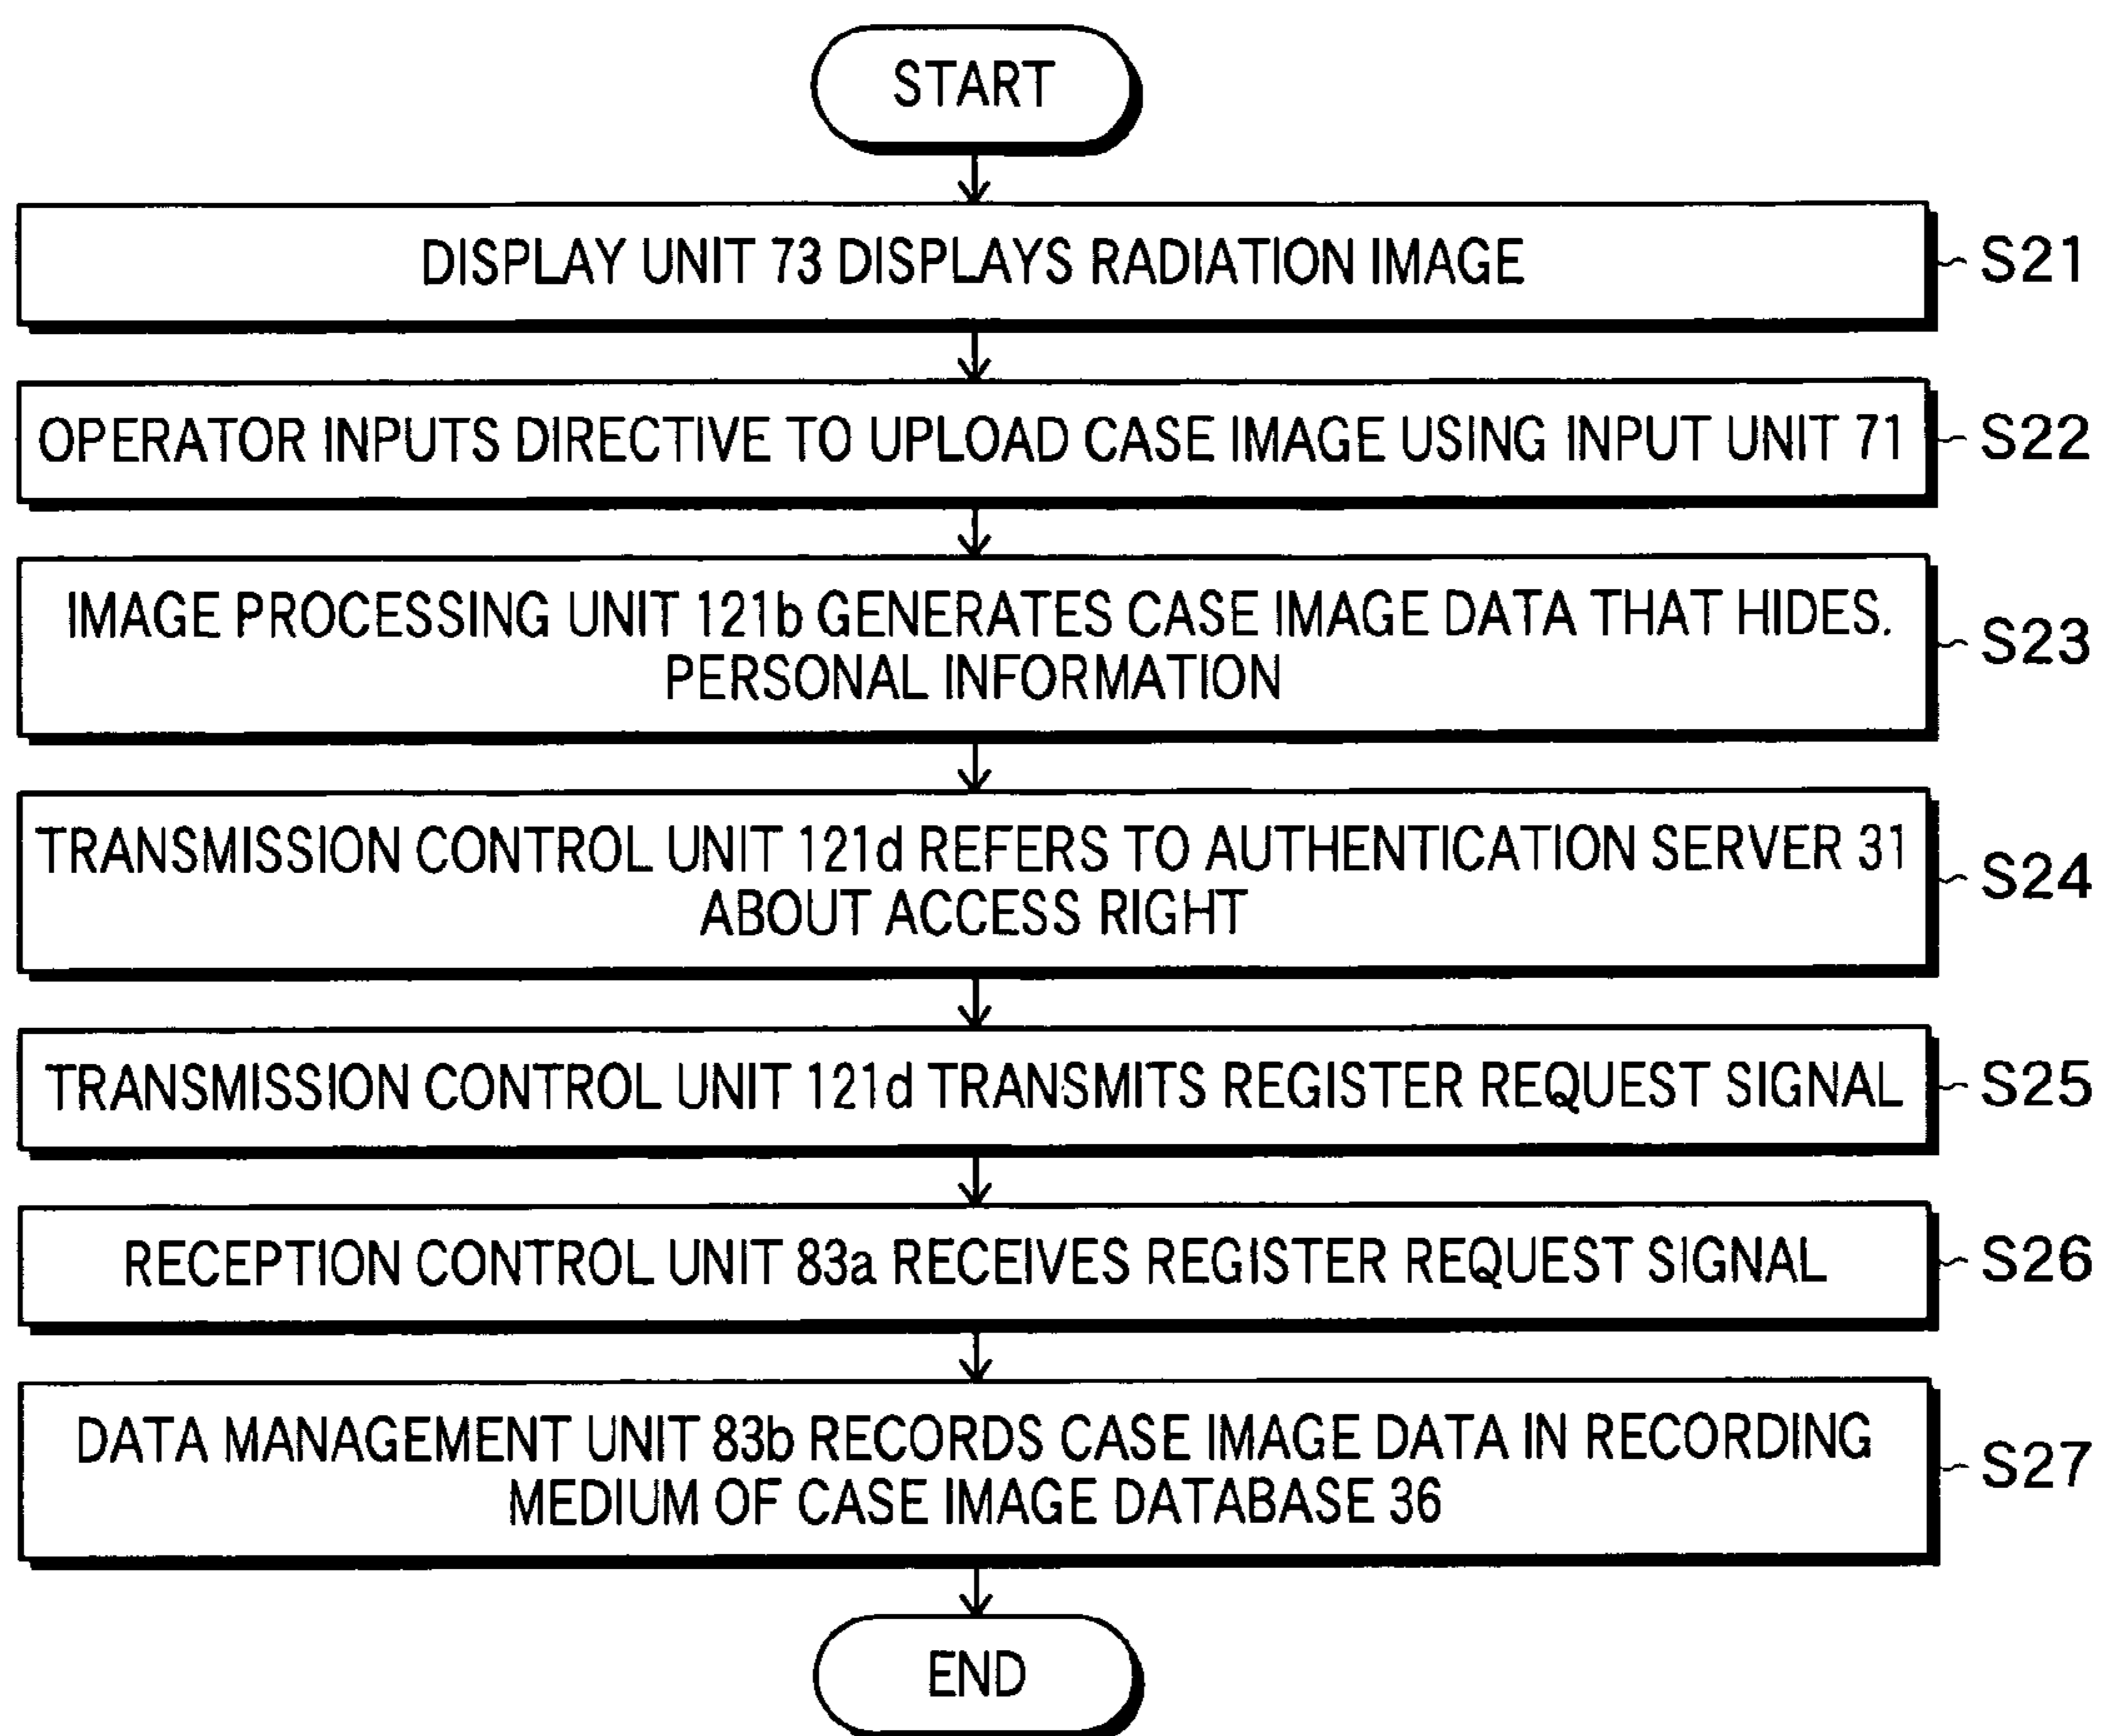 START
DISPLAY UNIT 73 DISPLAYS RADIATION IMAGE
S21
OPERATOR INPUTS DIRECTIVE TO UPLOAD CASE IMAGE USING INPUT UNIT 71
S22
IMAGE PROCESSING UNIT 121b GENERATES CASE IMAGE DATA THAT HIDES.
PERSONAL INFORMATION
S23
TRANSMISSION CONTROL UNIT 121d REFERS TO AUTHENTICATION SERVER 31
ABOUT ACCESS RIGHT
S24
TRANSMISSION CONTROL UNIT 121d TRANSMITS REGISTER REQUEST SIGNAL
S25
RECEPTION CONTROL UNIT 83a RECEIVES REGISTER REQUEST SIGNAL
S26
DATA MANAGEMENT UNIT 83b RECORDS CASE IMAGE DATA IN RECORDING
MEDIUM OF CASE IMAGE DATABASE 36
S27
END